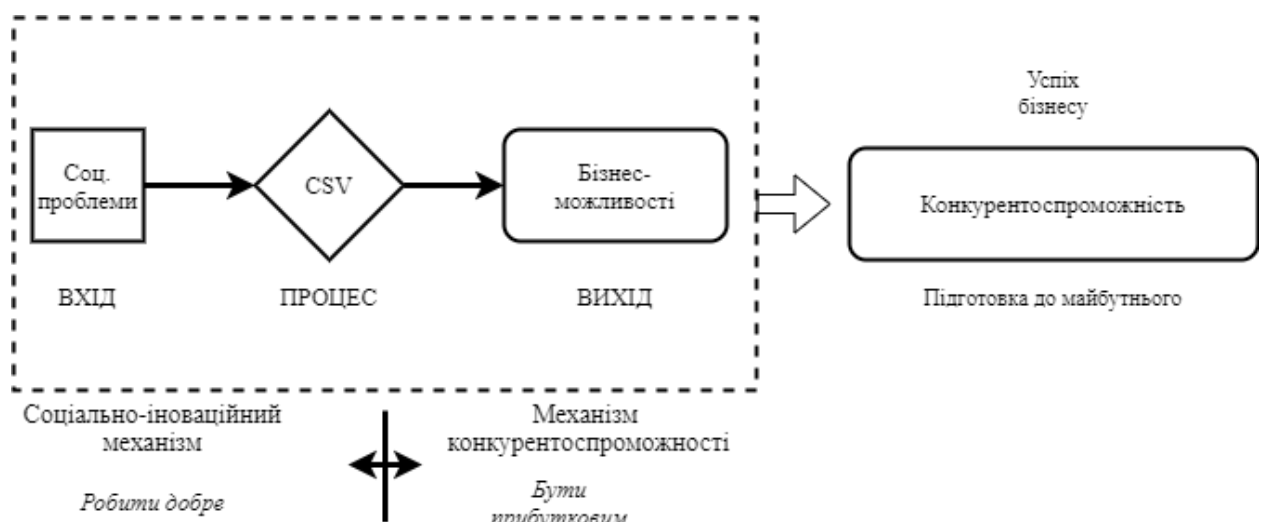 Успіх
бізнесу
Соц.
проблеми
CSV
Бізнес-
можливості
Конкурентоспроможність
ВХІД
ПРОЦЕС
ВИХІД
Підготовка до майбутнього
Соціально-іноваційний
механізм
Механізм
конкурентоспроможності
Робити добре
Бути
прибутковим